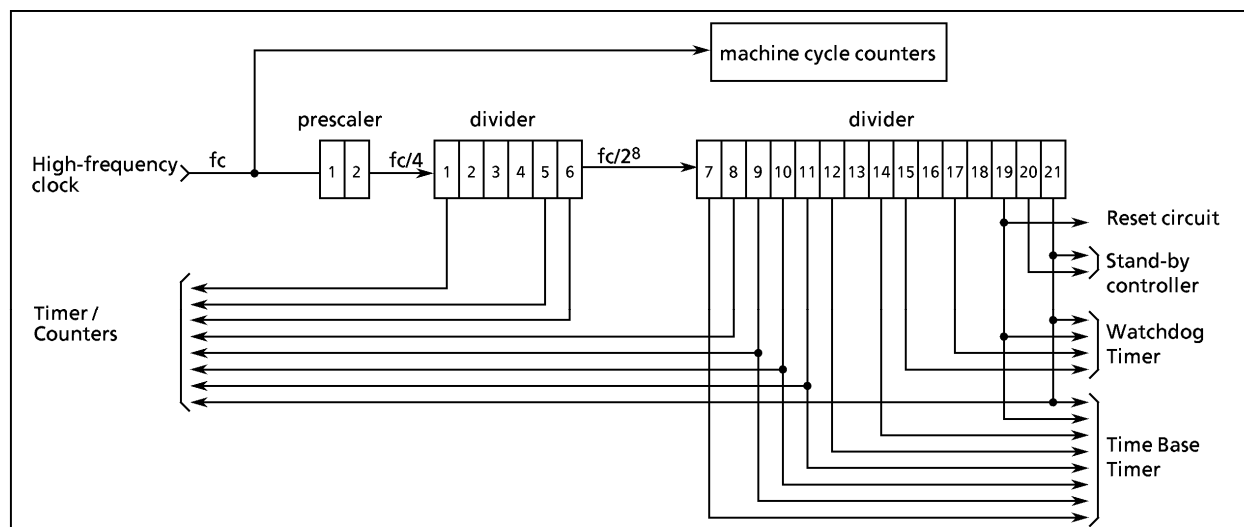 machine cycle counters
prescaler
divider
divider
High-frequency
clock
fc
1 2
fc/4
1 2 3 4 5 6
fc/2⁸
7 8 9 10 11 12 13 14 15 16 17 18 19 20 21
Reset circuit
Stand-by
controller
Timer /
Counters
Watchdog
Timer
Time Base
Timer